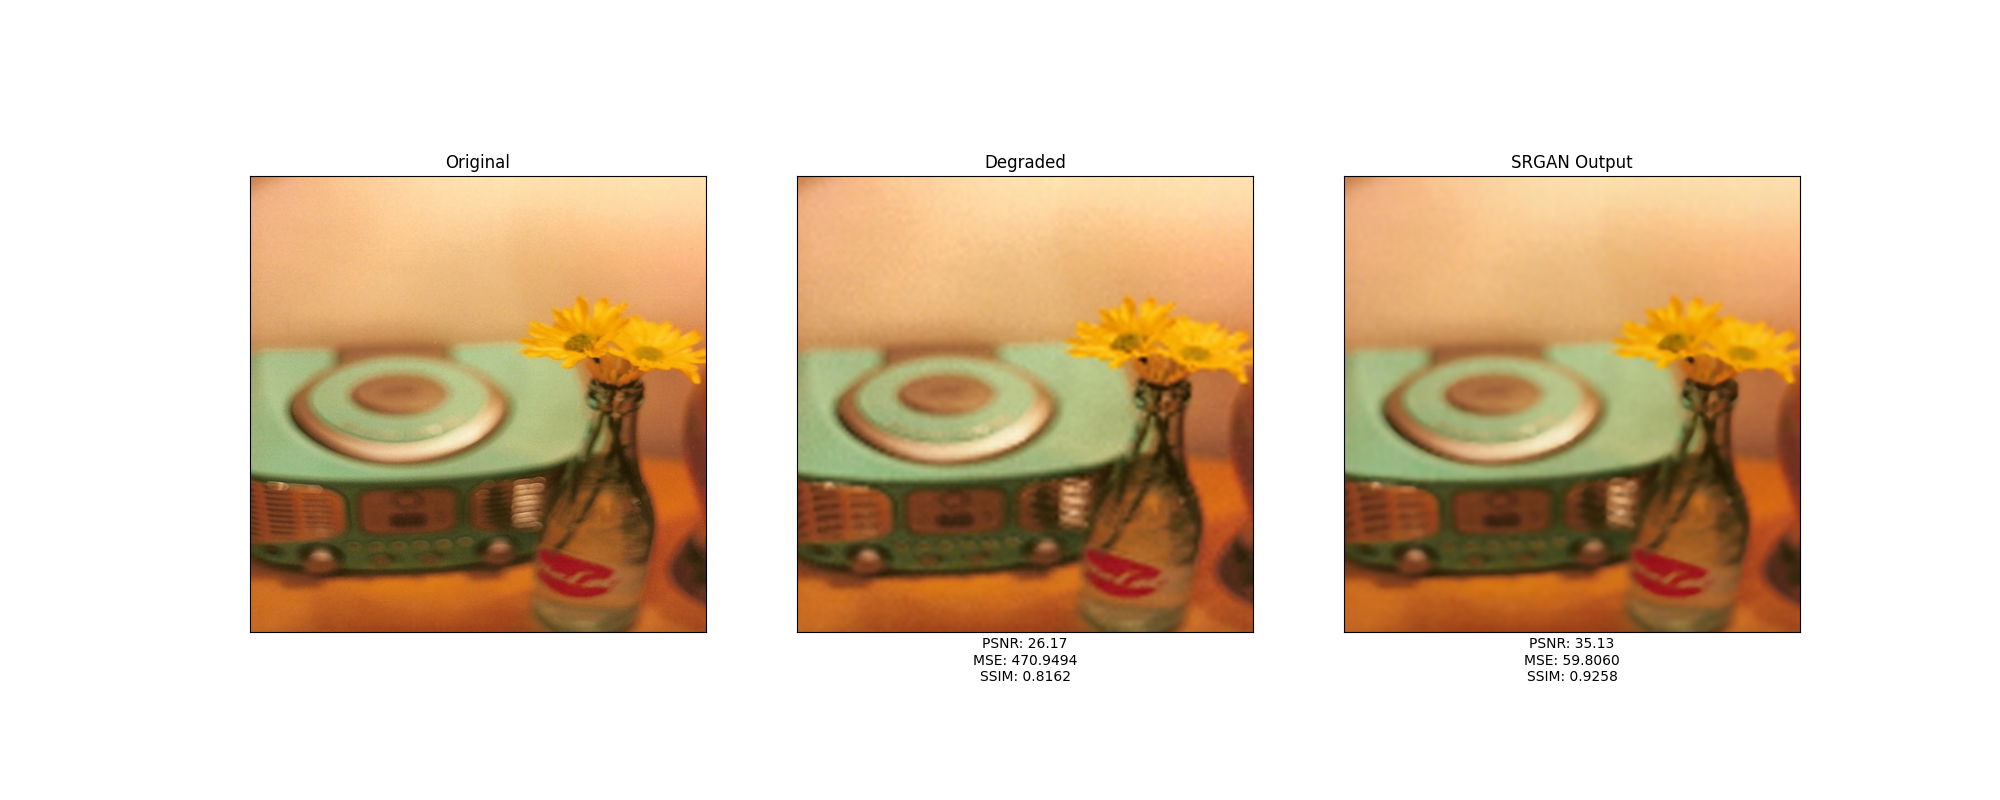 Original
Degraded
SRGAN Output
PSNR: 26.17
MSE: 470.9494
SSIM: 0.8162
PSNR: 35.13
MSE: 59.8060
SSIM: 0.9258